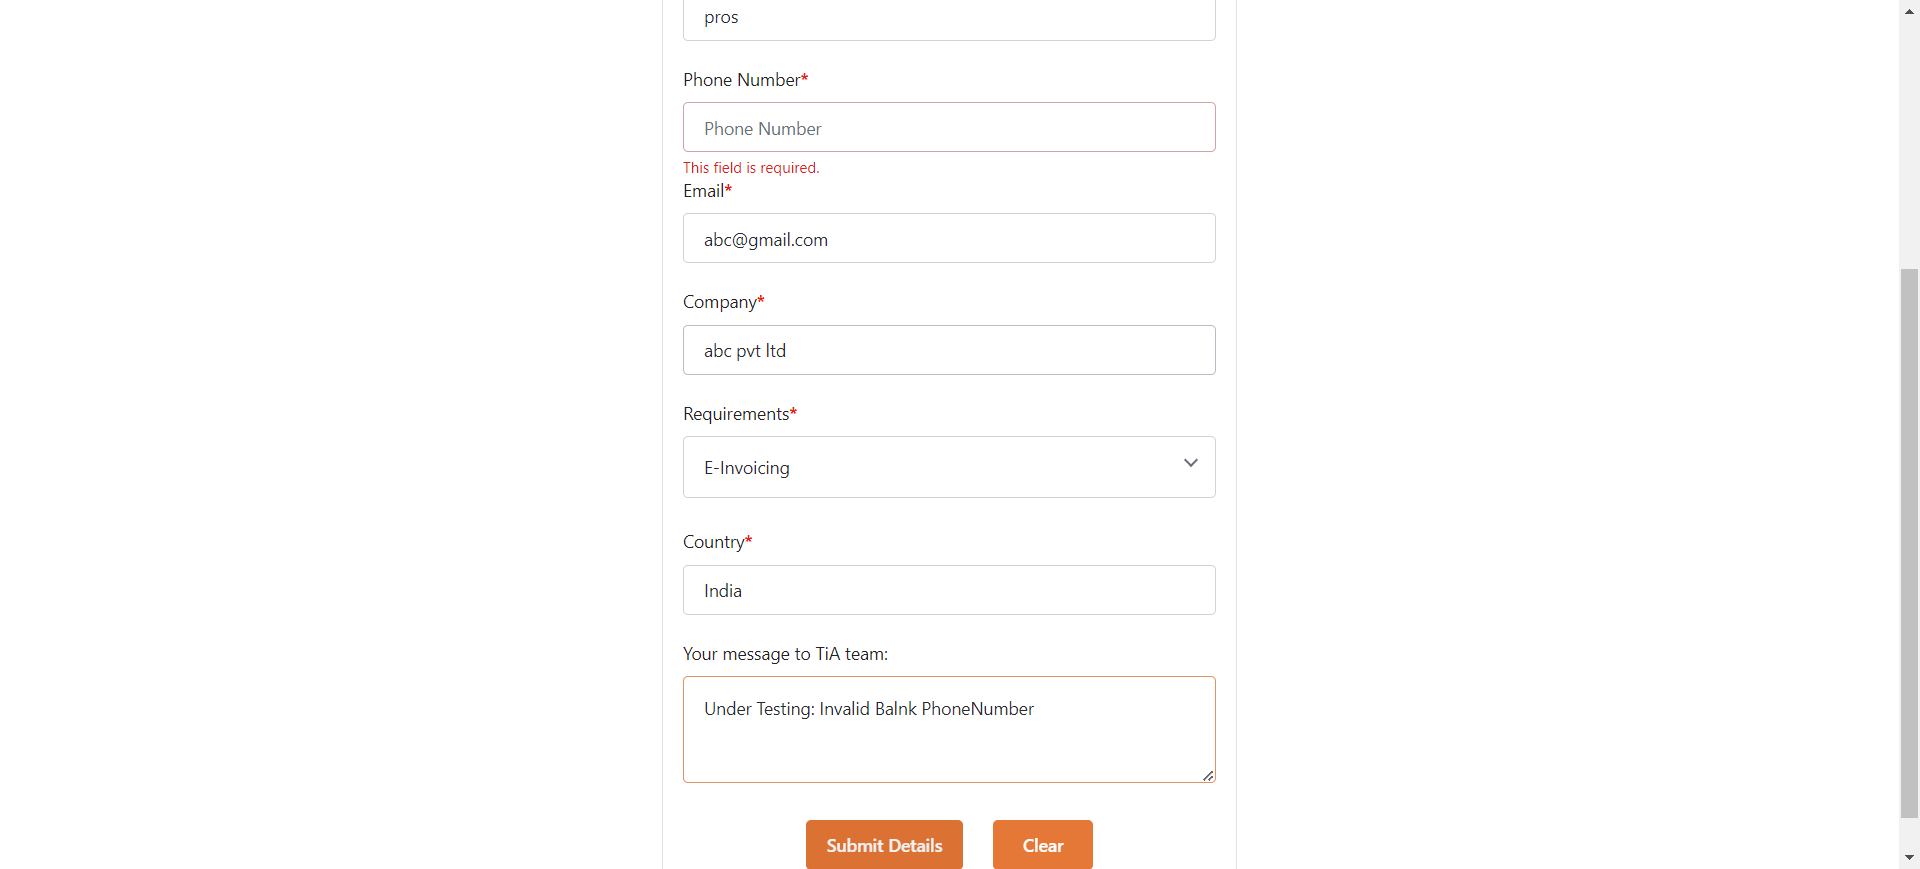 pros
Phone Number*
Phone Number
This field is required.
Email*
abc@gmail.com
Company*
abc pvt ltd
Requirements*
E-Invoicing
Country*
India
Your message to TiA team:
Under Testing: Invalid Balnk PhoneNumber
Submit Details
Clear